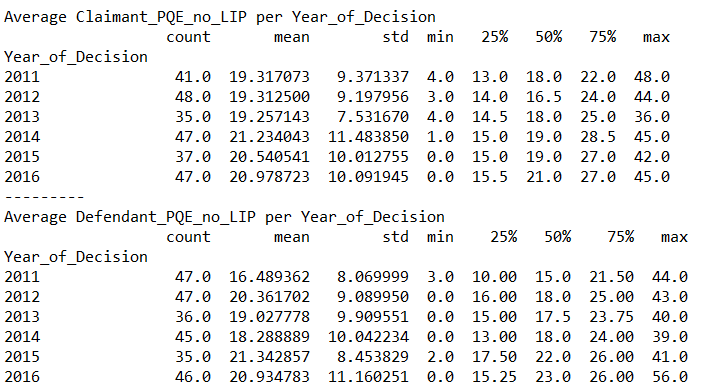 Average Claimant_PQE_no_LIP per Year_of_Decision
count mean std min 25% 50% 75% max
Year_of_Decision
2011 41.0 19.317073 9.371337 4.0 13.0 18.0 22.0 48.0
2012 48.0 19.312500 9.197956 3.0 14.0 16.5 24.0 44.0
2013 35.0 19.257143 7.531670 4.0 14.5 18.0 25.0 36.0
2014 47.0 21.234043 11.483850 1.0 15.0 19.0 28.5 45.0
2015 37.0 20.540541 10.012755 0.0 15.0 19.0 27.0 42.0
2016 47.0 20.978723 10.091945 0.0 15.5 21.0 27.0 45.0
---------
Average Defendant_PQE_no_LIP per Year_of_Decision
count mean std min 25% 50% 75% max
Year_of_Decision
2011 47.0 16.489362 8.069999 3.0 10.00 15.0 21.50 44.0
2012 47.0 20.361702 9.089950 0.0 16.00 18.0 25.00 43.0
2013 36.0 19.027778 9.909551 0.0 15.00 17.5 23.75 40.0
2014 45.0 18.288889 10.042234 0.0 13.00 18.0 24.00 39.0
2015 35.0 21.342857 8.453829 2.0 17.50 22.0 26.00 41.0
2016 46.0 20.934783 11.160251 0.0 15.25 23.0 26.00 56.0